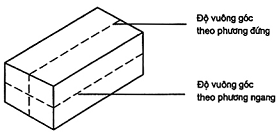 Độ vuông góc
theo phương đứng
Độ vuông góc
theo phương ngang